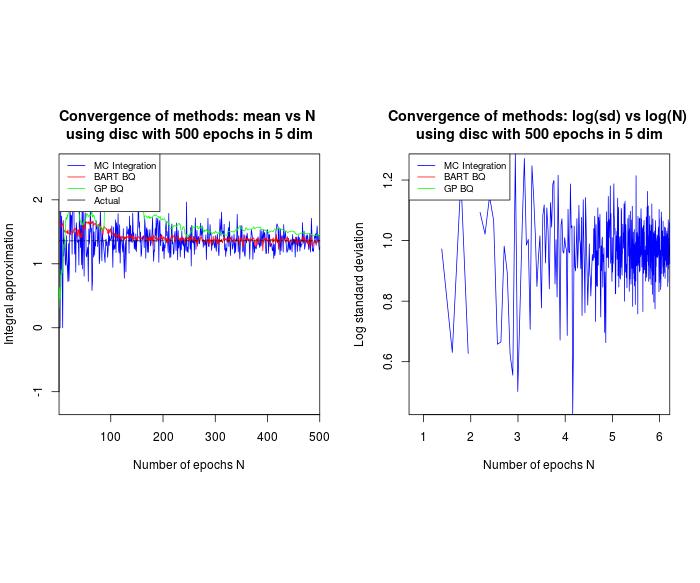 Convergence of methods: mean vs N
using disc with 500 epochs in 5 dim
MC Integration
BART BQ
GP BQ
Actual
Integral approximation
2
1
0
-1
100 200 300 400 500
Number of epochs N
Convergence of methods: log(sd) vs log(N)
using disc with 500 epochs in 5 dim
MC Integration
BART BQ
GP BQ
Log standard deviation
1.2
1.0
0.8
0.6
1 2 3 4 5 6
Number of epochs N